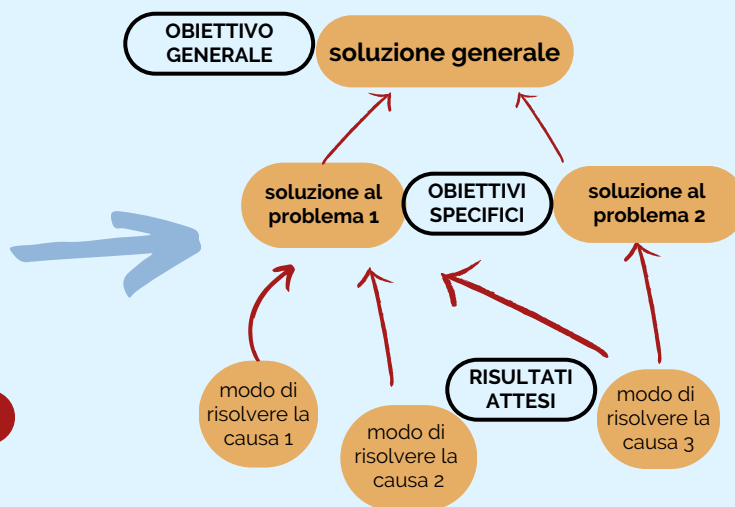 OBIETTIVO
GENERALE
soluzione generale
soluzione al
problema 1
OBIETTIVI
SPECIFICI
soluzione al
problema 2
modo di
risolvere la
causa 1
modo di
risolvere la
causa 2
RISULTATI
ATTESI
modo di
risolvere la
causa 3